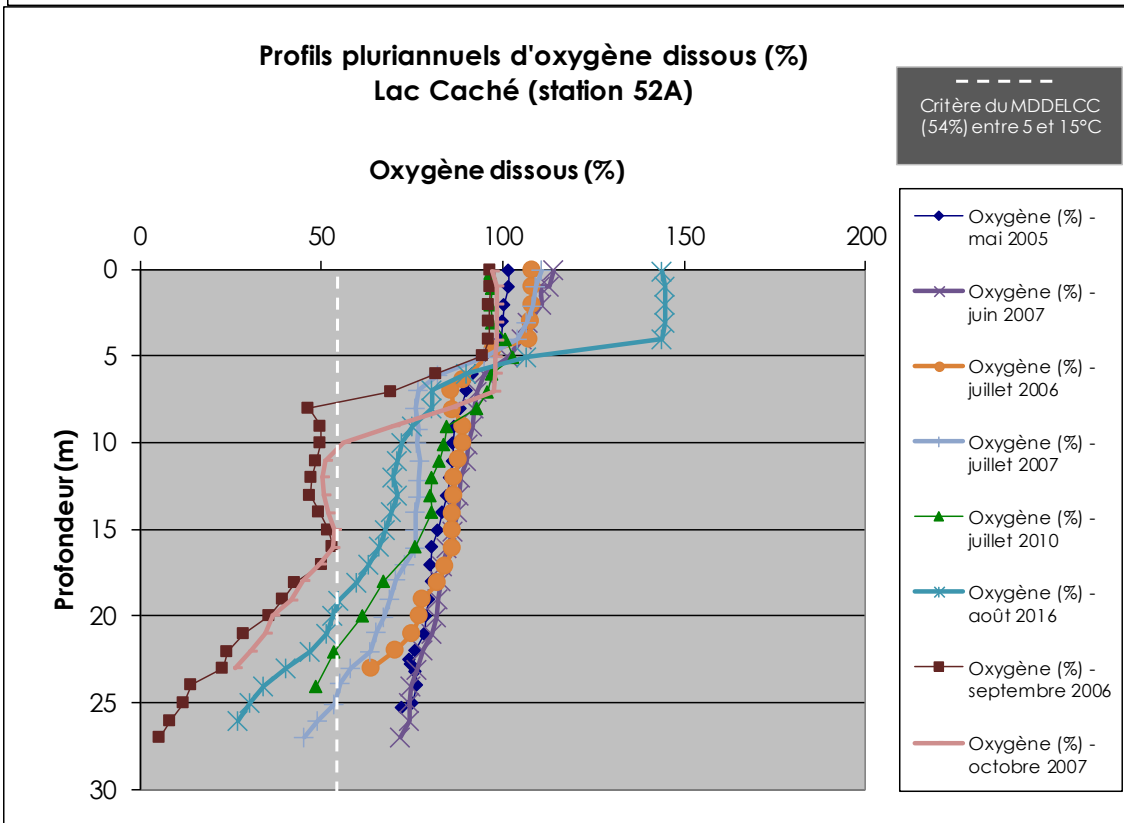 Profils pluriannuels d'oxygène dissous (%)
Lac Caché (station 52A)
Critère du MDDELCC
(54%) entre 5 et 15°C
Oxygène dissous (%)
0 50 100 150 200
0
5
10
15
20
25
30
Profondeur (m)
Oxygène (%) -
mai 2005
Oxygène (%) -
juin 2007
Oxygène (%) -
juillet 2006
Oxygène (%) -
juillet 2007
Oxygène (%) -
juillet 2010
Oxygène (%) -
août 2016
Oxygène (%) -
septembre 2006
Oxygène (%) -
octobre 2007